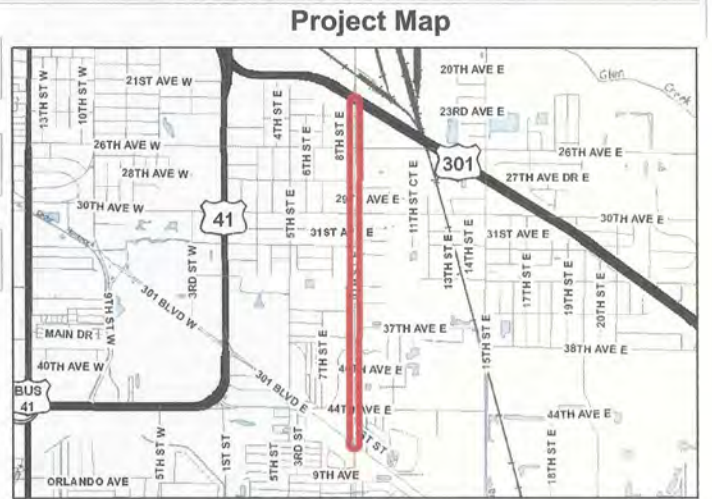 Project Map
20TH AVE E
Glen
Creek
21ST AVE W
13TH ST W
10TH ST W
4TH ST E
6TH ST E
8TH ST E
23RD AVE E
26TH AVE W
301
26TH AVE E
28TH AVE W
27TH AVE DR E
30TH AVE W
11TH ST CT E
30TH AVE E
41
5TH ST E
31ST AVE E
31ST AVE E
13TH ST E
14TH ST E
3RD ST W
17TH ST E
19TH ST E
20TH ST E
301 BLVD W
9TH ST W
MAIN DR
37TH AVE E
7TH ST E
15TH ST E
38TH AVE E
40TH AVE W
BUS
41
301 BLVD E
44TH AVE E
44TH AVE E
5TH ST W
1ST ST
5TH ST
3RD ST
18TH ST E
9TH AVE
ORLANDO AVE